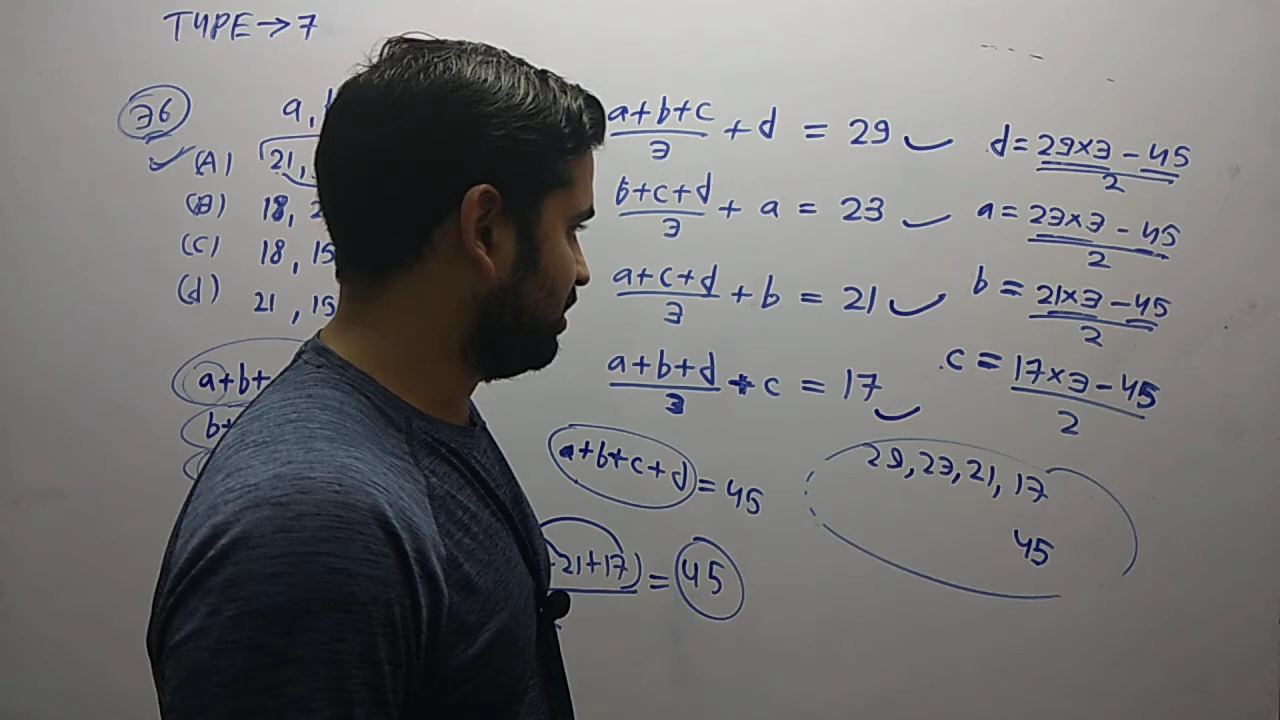 TYPE→7
36
a,
(A) 21,
(B) 18, 2
(C) 18, 15
(d) 21, 15
a+b+
b+
(a+b+c)/3 + d = 29
(b+c+d)/3 + a = 23
(a+c+d)/3 + b = 21
(a+b+d)/3 + c = 17
a+b+c+d = 45
21+17) = 45
d = (29×3 - 45)/2
a = (23×3 - 45)/2
b = (21×3 - 45)/2
c = (17×3 - 45)/2
29, 23, 21, 17
45